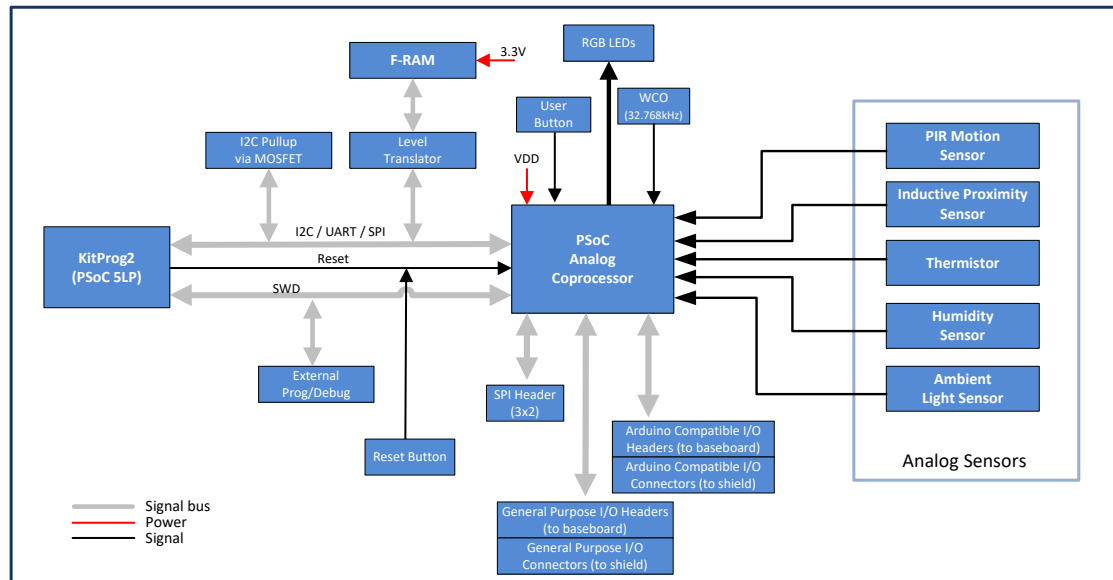 RGB LEDs
F-RAM
3.3V
User
Button
WCO
(32.768kHz)
I2C Pullup
via MOSFET
Level
Translator
VDD
PIR Motion
Sensor
Inductive Proximity
Sensor
Thermistor
Humidity
Sensor
Ambient
Light Sensor
Analog Sensors
KitProg2
(PSoC 5LP)
I2C / UART / SPI
Reset
SWD
PSoC
Analog
Coprocessor
External
Prog/Debug
Reset Button
SPI Header
(3x2)
Arduino Compatible I/O
Headers (to baseboard)
Arduino Compatible I/O
Connectors (to shield)
General Purpose I/O Headers
(to baseboard)
General Purpose I/O
Connectors (to shield)
Signal bus
Power
Signal